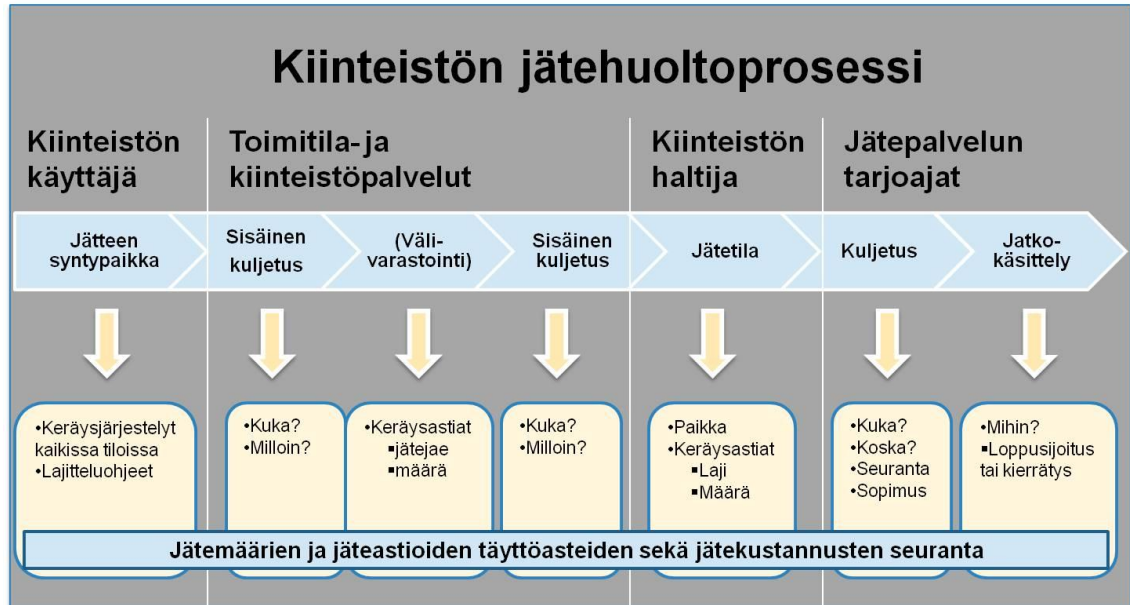 Kiinteistön jätehuoltoprosessi
Kiinteistön
käyttäjä
Toimitila- ja
kiinteistöpalvelut
Kiinteistön
haltija
Jätepalvelun
tarjoajat
Jätteen
syntypaikka
Sisäinen
kuljetus
(Väli-
varastointi)
Sisäinen
kuljetus
Jätetila
Kuljetus
Jatko-
käsittely
•Keräysjärjestelyt
kaikissa tiloissa
•Lajitteluohjeet
•Kuka?
•Milloin?
•Keräysastiat
▪jätejae
▪määrä
•Kuka?
•Milloin?
•Paikka
•Keräysastiat
▪Laji
▪Määrä
•Kuka?
•Koska?
•Seuranta
•Sopimus
•Mihin?
▪Loppusijoitus
tai kierrätys
Jätemäärien ja jäteastioiden täyttöasteiden sekä jätekustannusten seuranta